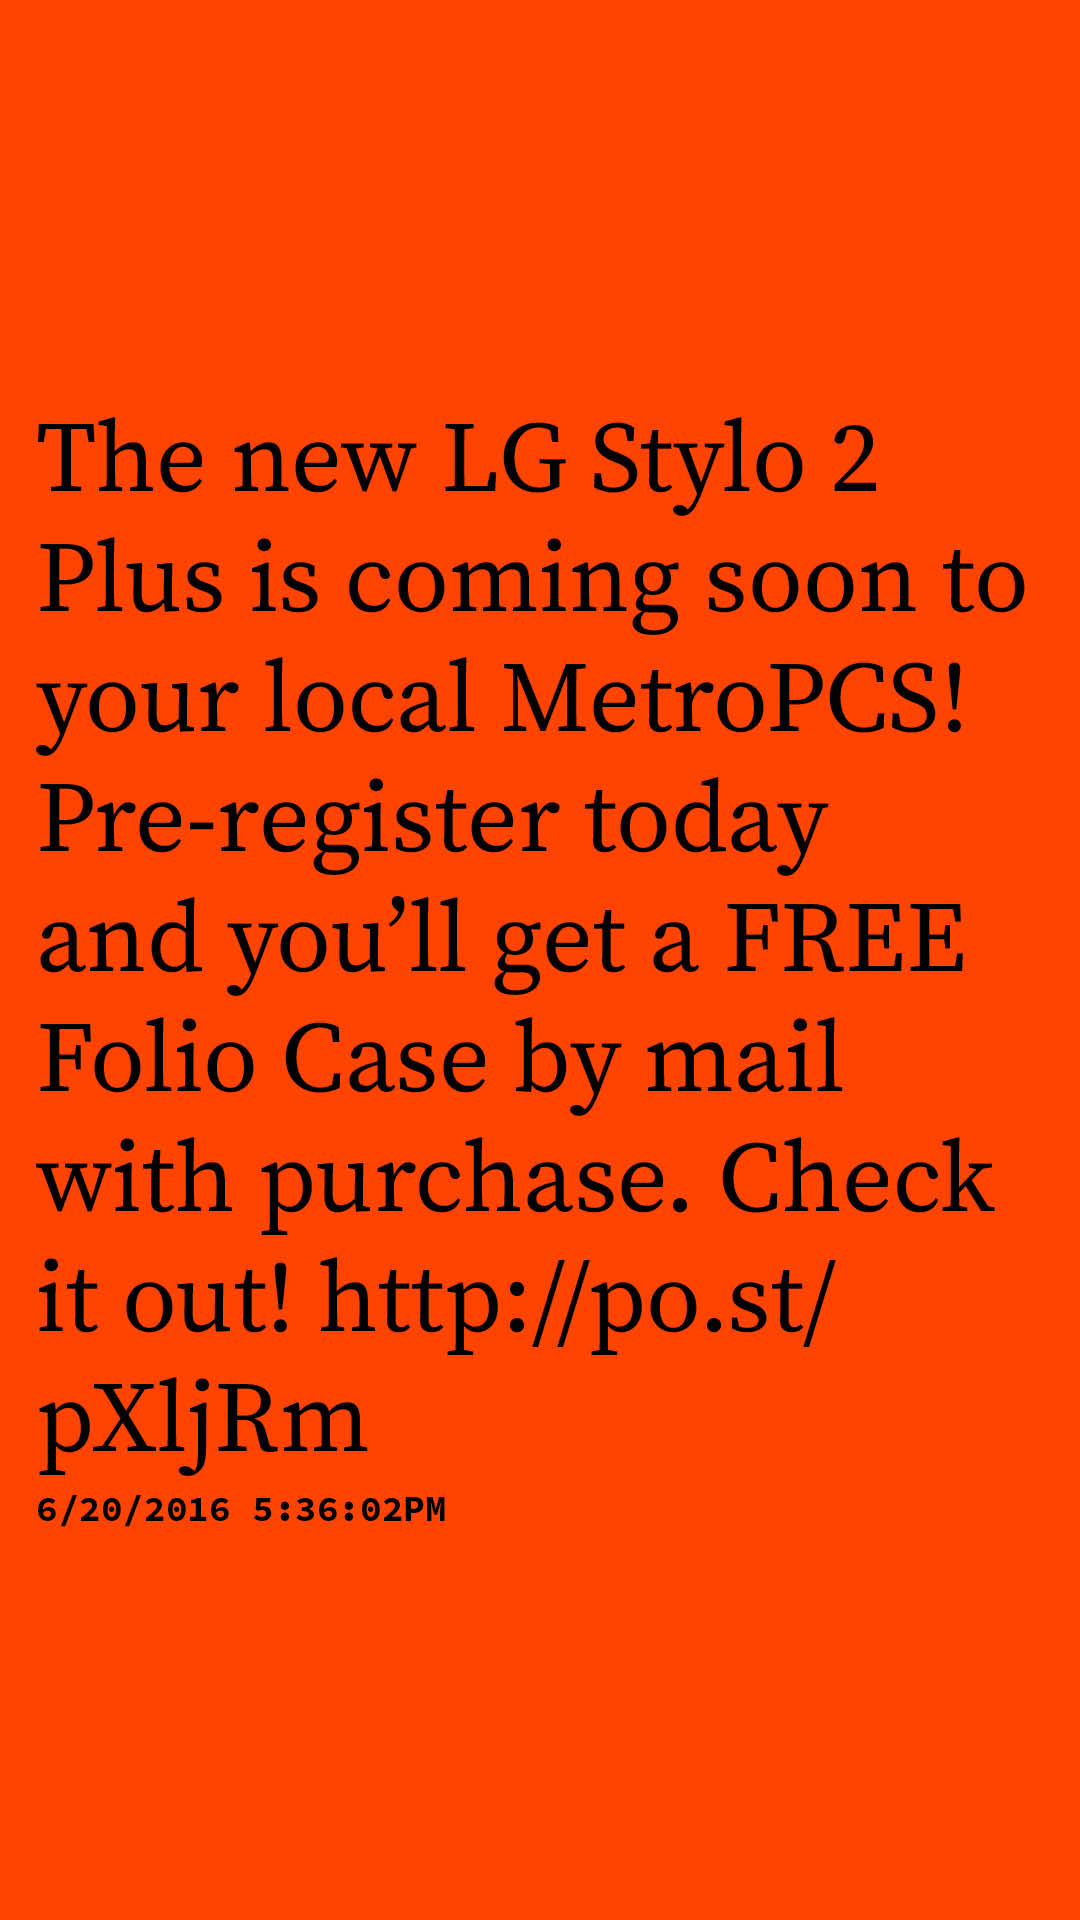 The new LG Stylo 2
Plus is coming soon to
your local MetroPCS!
Pre-register today
and you’ll get a FREE
Folio Case by mail
with purchase. Check
it out! http://po.st/
pXljRm
6/20/2016 5:36:02PM